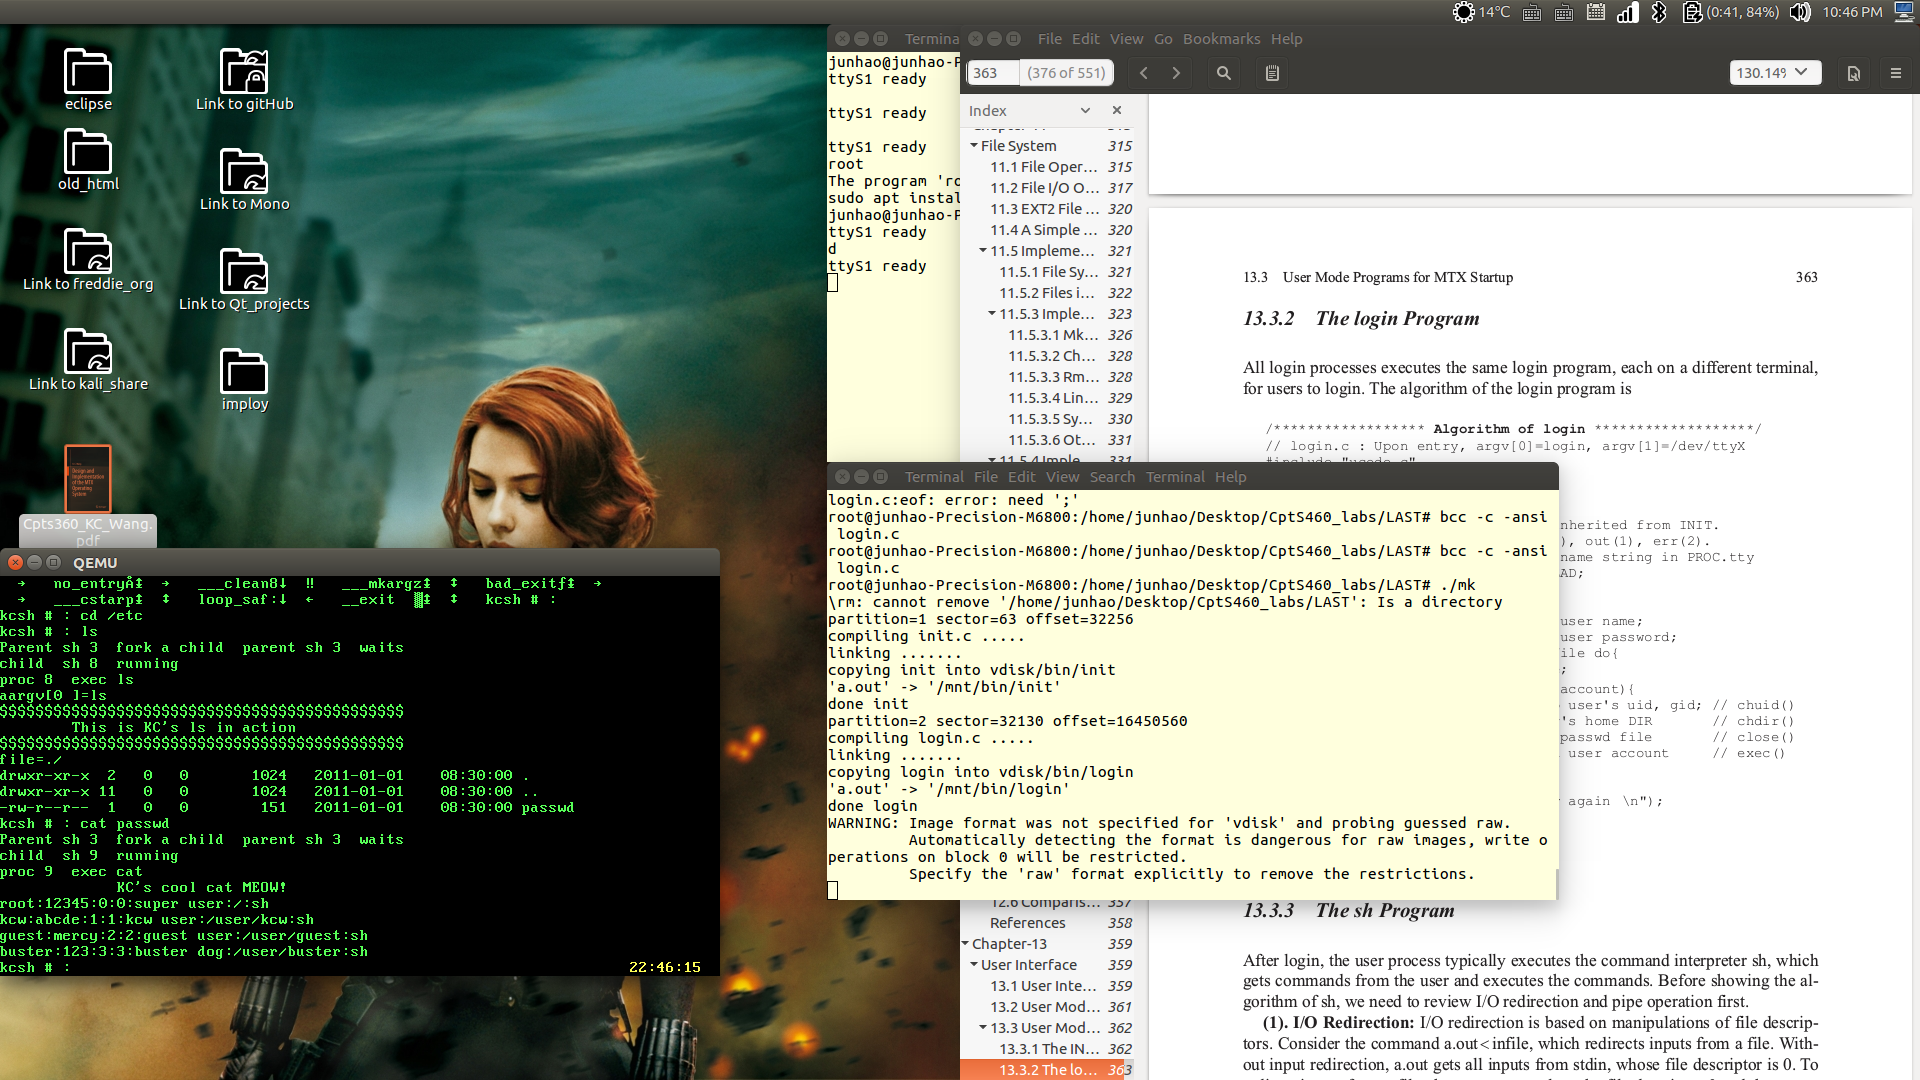 14°C
(0:41, 84%)
10:46 PM
eclipse
Link to gitHub
old_html
Link to Mono
Link to freddie_org
Link to Qt_projects
Link to kali_share
imploy
Design and
Implementation
of the MTX
Operating
System
Cpts360_KC_Wang.
pdf
Termina
junhao@junhao-P
ttyS1 ready
ttyS1 ready
ttyS1 ready
root
The program 'ro
sudo apt instal
junhao@junhao-P
ttyS1 ready
d
ttyS1 ready
File Edit View Go Bookmarks Help
363 (376 of 551)
130.14%
Index
File System 315
11.1 File Oper... 315
11.2 File I/O O... 317
11.3 EXT2 File ... 320
11.4 A Simple ... 320
11.5 Impleme... 321
11.5.1 File Sy... 321
11.5.2 Files i... 322
11.5.3 Imple... 323
11.5.3.1 Mk... 326
11.5.3.2 Ch... 328
11.5.3.3 Rm... 328
11.5.3.4 Lin... 329
11.5.3.5 Sy... 330
11.5.3.6 Ot... 331
11.5.4 Imple... 331
13.3 User Mode Programs for MTX Startup 363
13.3.2 The login Program
All login processes executes the same login program, each on a different terminal,
for users to login. The algorithm of the login program is
/****************** Algorithm of login *******************/
// login.c : Upon entry, argv[0]=login, argv[1]=/dev/ttyX
#include "ucode.c"
nherited from INIT.
), out(1), err(2).
name string in PROC.tty
AD;
user name;
user password;
ile do{
;
account){
user's uid, gid; // chuid()
's home DIR // chdir()
passwd file // close()
user account // exec()
again \n");
Terminal File Edit View Search Terminal Help
login.c:eof: error: need ';'
root@junhao-Precision-M6800:/home/junhao/Desktop/CptS460_labs/LAST# bcc -c -ansi
login.c
root@junhao-Precision-M6800:/home/junhao/Desktop/CptS460_labs/LAST# bcc -c -ansi
login.c
root@junhao-Precision-M6800:/home/junhao/Desktop/CptS460_labs/LAST# ./mk
\rm: cannot remove '/home/junhao/Desktop/CptS460_labs/LAST': Is a directory
partition=1 sector=63 offset=32256
compiling init.c .....
linking .......
copying init into vdisk/bin/init
'a.out' -> '/mnt/bin/init'
done init
partition=2 sector=32130 offset=16450560
compiling login.c .....
linking .......
copying login into vdisk/bin/login
'a.out' -> '/mnt/bin/login'
done login
WARNING: Image format was not specified for 'vdisk' and probing guessed raw.
Automatically detecting the format is dangerous for raw images, write o
perations on block 0 will be restricted.
Specify the 'raw' format explicitly to remove the restrictions.
QEMU
→ no_entryÅ‡ → ___clean8↓ ‼ ___mkargz‡ ↕ bad_exitƒ‡ →
→ ___cstarp‡ ↕ loop_saf:↓ ← __exit ▒‡ ↕ kcsh # :
kcsh # : cd /etc
kcsh # : ls
Parent sh 3 fork a child parent sh 3 waits
child sh 8 running
proc 8 exec ls
aargv[0 ]=ls
$$$$$$$$$$$$$$$$$$$$$$$$$$$$$$$$$$$$$$$$$$$$$
This is KC's ls in action
$$$$$$$$$$$$$$$$$$$$$$$$$$$$$$$$$$$$$$$$$$$$$
file=./
drwxr-xr-x 2 0 0 1024 2011-01-01 08:30:00 .
drwxr-xr-x 11 0 0 1024 2011-01-01 08:30:00 ..
-rw-r--r-- 1 0 0 151 2011-01-01 08:30:00 passwd
kcsh # : cat passwd
Parent sh 3 fork a child parent sh 3 waits
child sh 9 running
proc 9 exec cat
KC's cool cat MEOW!
root:12345:0:0:super user:/:sh
kcw:abcde:1:1:kcw user:/user/kcw:sh
guest:mercy:2:2:guest user:/user/guest:sh
buster:123:3:3:buster dog:/user/buster:sh
kcsh # :
22:46:15
12.6 Comparis... 357
References 358
Chapter-13 359
User Interface 359
13.1 User Inte... 359
13.2 User Mod... 361
13.3 User Mod... 362
13.3.1 The IN... 362
13.3.2 The lo... 363
13.3.3 The sh Program
After login, the user process typically executes the command interpreter sh, which
gets commands from the user and executes the commands. Before showing the al-
gorithm of sh, we need to review I/O redirection and pipe operation first.
(1). I/O Redirection: I/O redirection is based on manipulations of file descrip-
tors. Consider the command a.out < infile, which redirects inputs from a file. With-
out input redirection, a.out gets all inputs from stdin, whose file descriptor is 0. To